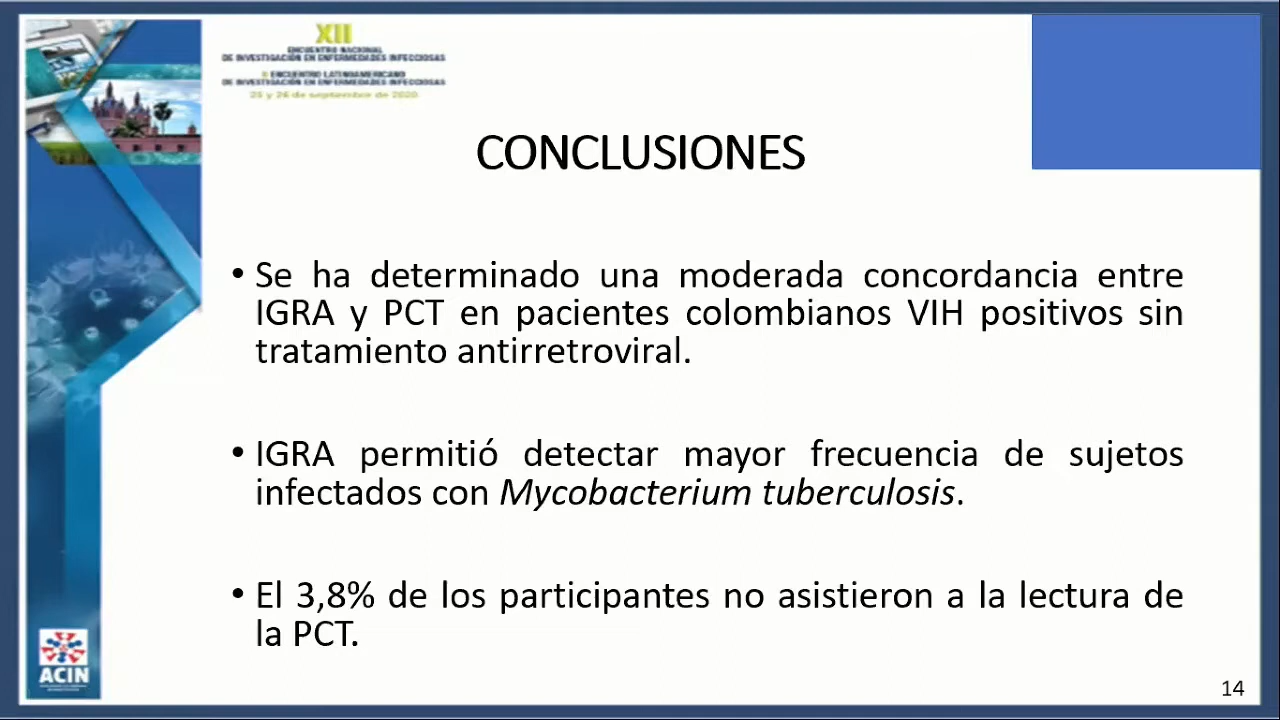 XII
ENCUENTRO NACIONAL
DE INVESTIGACIÓN EN ENFERMEDADES INFECCIOSAS
II ENCUENTRO LATINOAMERICANO
DE INVESTIGACIÓN EN ENFERMEDADES INFECCIOSAS
25 y 26 de septiembre de 2020
CONCLUSIONES
• Se ha determinado una moderada concordancia entre
IGRA y PCT en pacientes colombianos VIH positivos sin
tratamiento antirretroviral.
• IGRA permitió detectar mayor frecuencia de sujetos
infectados con Mycobacterium tuberculosis.
• El 3,8% de los participantes no asistieron a la lectura de
la PCT.
ACIN
14